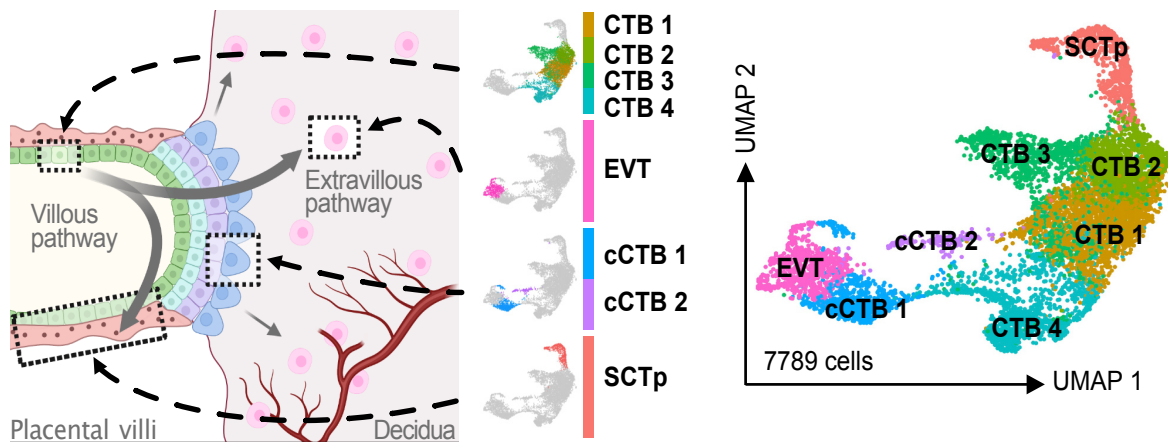 Villous
pathway
Extravillous
pathway
Placental villi
Decidua
CTB 1
CTB 2
CTB 3
CTB 4
EVT
cCTB 1
cCTB 2
SCTp
UMAP 2
SCTp
CTB 3
CTB 2
cCTB 2
CTB 1
EVT
cCTB 1
CTB 4
7789 cells
UMAP 1